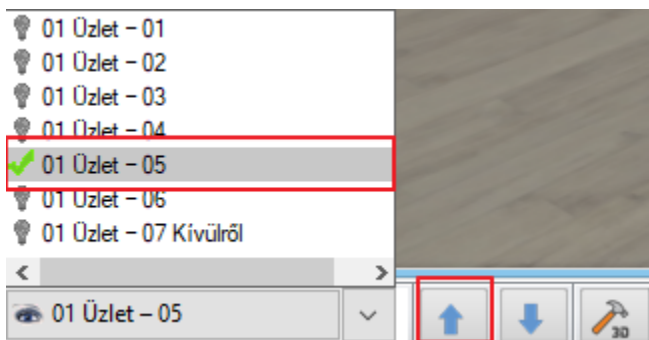 01 Üzlet – 01
01 Üzlet – 02
01 Üzlet – 03
01 Üzlet – 04
01 Üzlet – 05
01 Üzlet – 06
01 Üzlet – 07 Kívülről
01 Üzlet – 05
3D